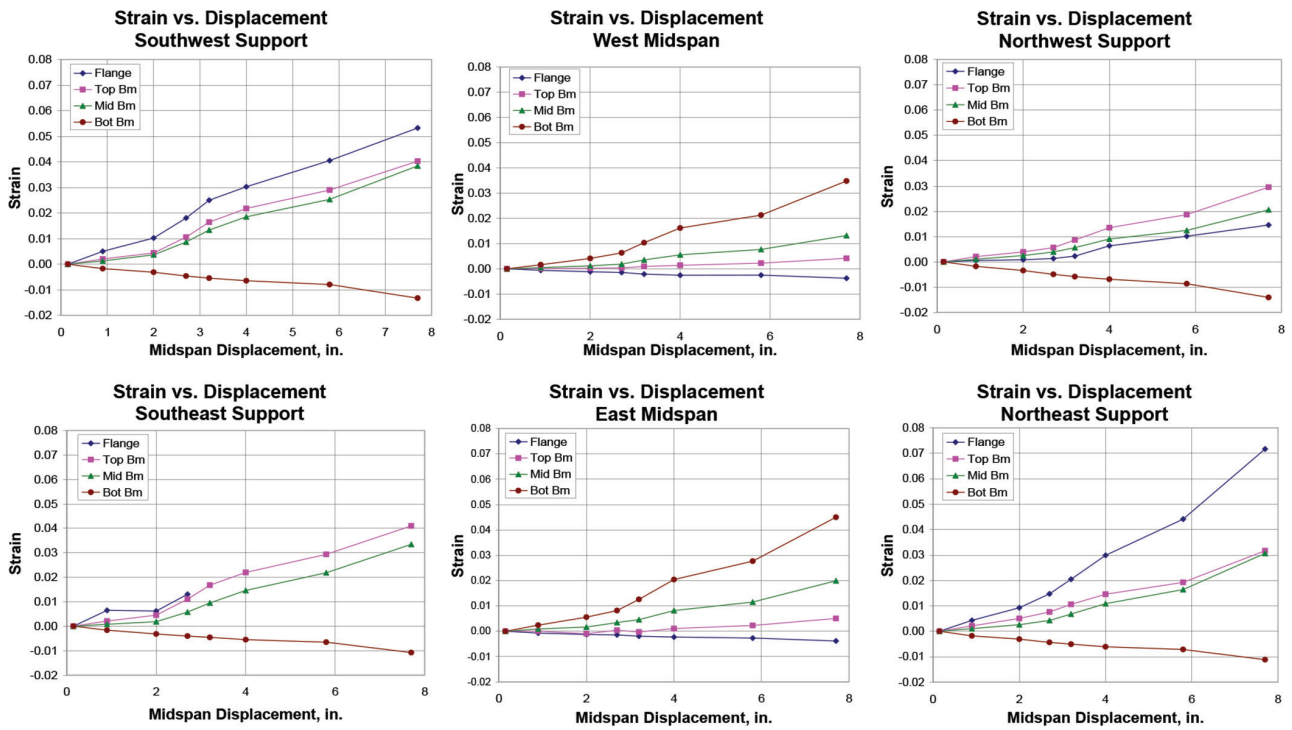 Strain vs. Displacement
Southwest Support
0.08
0.07
0.06
0.05
0.04
0.03
0.02
0.01
0.00
-0.01
-0.02
Strain
Flange
Top Bm
Mid Bm
Bot Bm
0 1 2 3 4 5 6 7 8
Midspan Displacement, in.
Strain vs. Displacement
West Midspan
0.08
0.07
0.06
0.05
0.04
0.03
0.02
0.01
0.00
-0.01
-0.02
Strain
Flange
Top Bm
Mid Bm
Bot Bm
0 2 4 6 8
Midspan Displacement, in.
Strain vs. Displacement
Northwest Support
0.08
0.07
0.06
0.05
0.04
0.03
0.02
0.01
0.00
-0.01
-0.02
Strain
Flange
Top Bm
Mid Bm
Bot Bm
0 2 4 6 8
Midspan Displacement, in.
Strain vs. Displacement
Southeast Support
0.08
0.07
0.06
0.05
0.04
0.03
0.02
0.01
0.00
-0.01
-0.02
Strain
Flange
Top Bm
Mid Bm
Bot Bm
0 2 4 6 8
Midspan Displacement, in.
Strain vs. Displacement
East Midspan
0.08
0.07
0.06
0.05
0.04
0.03
0.02
0.01
0.00
-0.01
-0.02
Strain
Flange
Top Bm
Mid Bm
Bot Bm
0 2 4 6 8
Midspan Displacement, in.
Strain vs. Displacement
Northeast Support
0.08
0.07
0.06
0.05
0.04
0.03
0.02
0.01
0.00
-0.01
-0.02
Strain
Flange
Top Bm
Mid Bm
Bot Bm
0 2 4 6 8
Midspan Displacement, in.